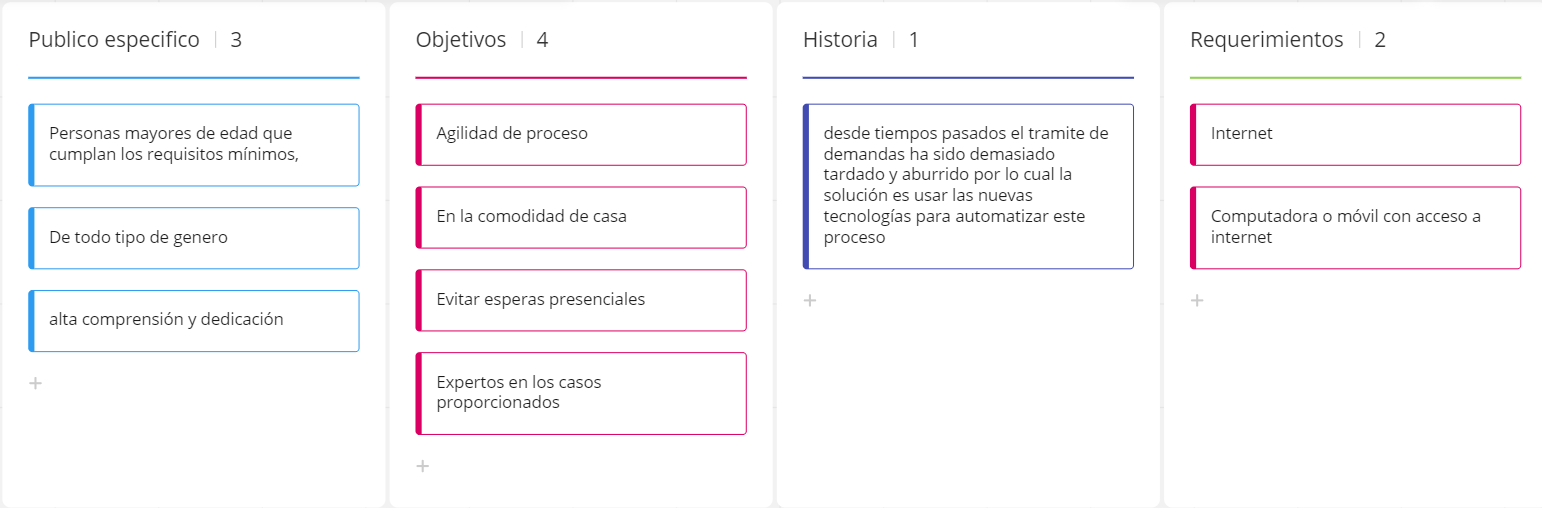 Publico especifico | 3
Personas mayores de edad que
cumplan los requisitos mínimos,
De todo tipo de genero
alta comprensión y dedicación
+
Objetivos | 4
Agilidad de proceso
En la comodidad de casa
Evitar esperas presenciales
Expertos en los casos
proporcionados
+
Historia | 1
desde tiempos pasados el tramite de
demandas ha sido demasiado
tardado y aburrido por lo cual la
solución es usar las nuevas
tecnologías para automatizar este
proceso
+
Requerimientos | 2
Internet
Computadora o móvil con acceso a
internet
+